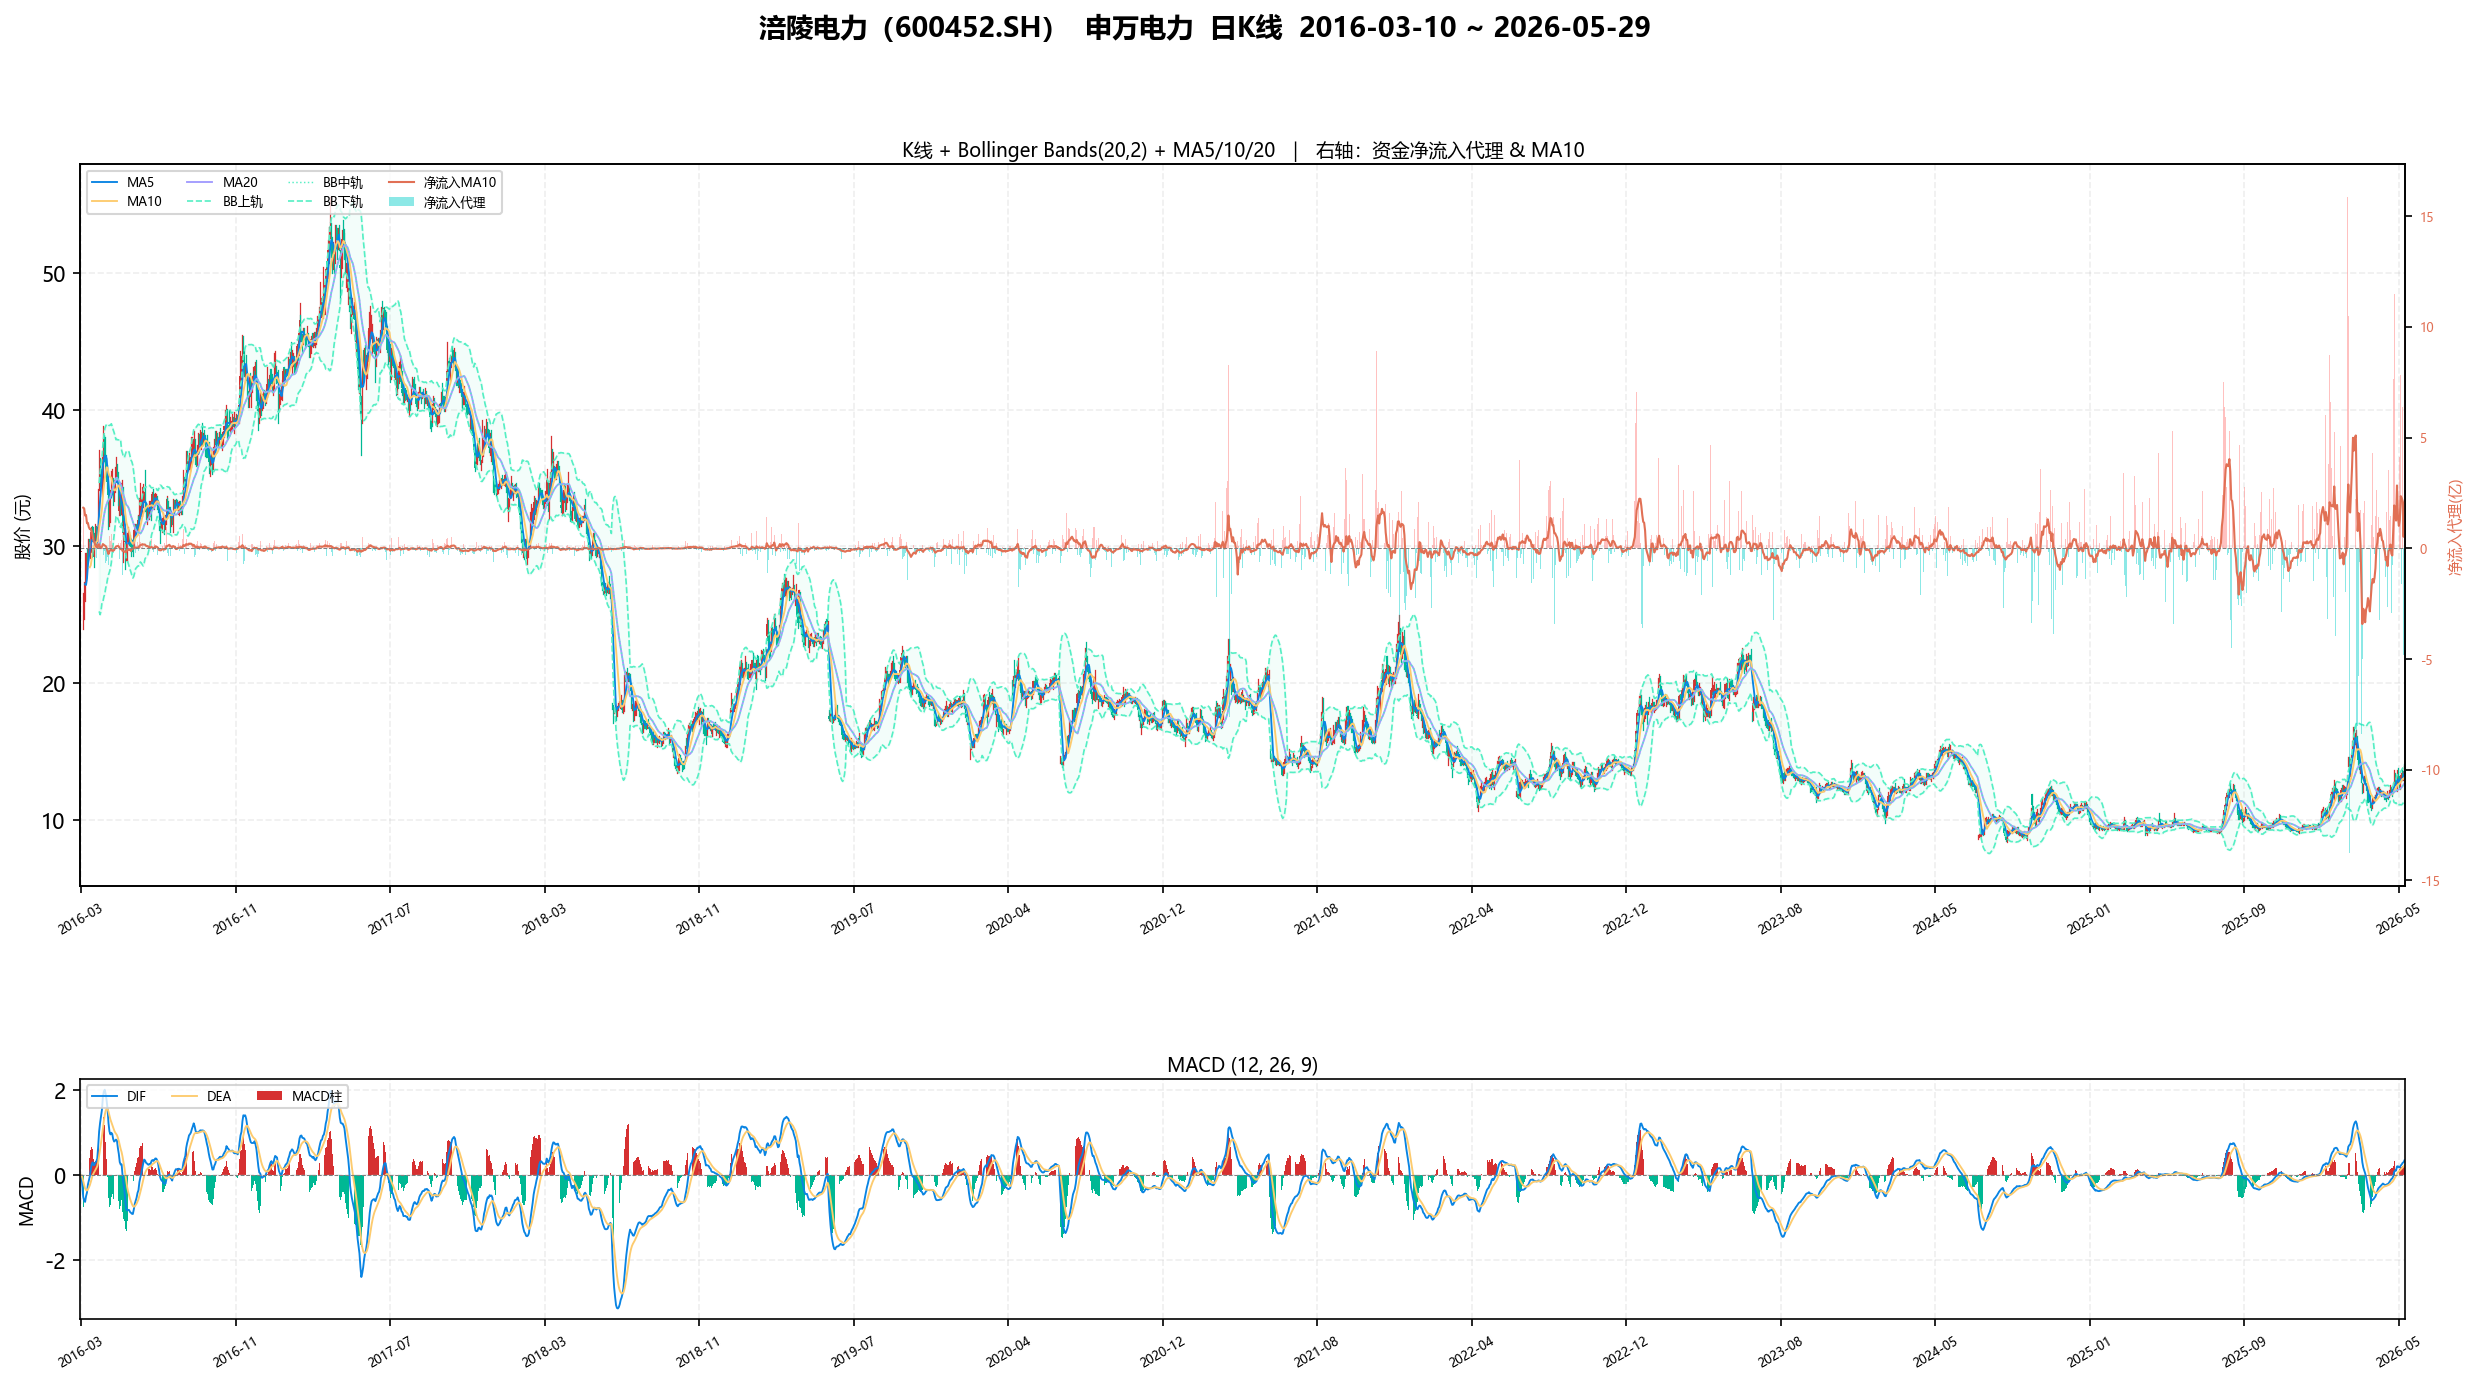 涪陵电力（600452.SH） 申万电力 日K线 2016-03-10 ~ 2026-05-29
K线 + Bollinger Bands(20,2) + MA5/10/20 | 右轴：资金净流入代理 & MA10
MA5 MA20 BB中轨 净流入MA10
MA10 BB上轨 BB下轨 净流入代理
股价 (元)
50
40
30
20
10
15
10
5
0
-5
-10
-15
净流入代理(亿)
2016-03 2016-11 2017-07 2018-03 2018-11 2019-07 2020-04 2020-12 2021-08 2022-04 2022-12 2023-08 2024-05 2025-01 2025-09 2026-05
MACD (12, 26, 9)
DIF DEA MACD柱
MACD
2
0
-2
2016-03 2016-11 2017-07 2018-03 2018-11 2019-07 2020-04 2020-12 2021-08 2022-04 2022-12 2023-08 2024-05 2025-01 2025-09 2026-05